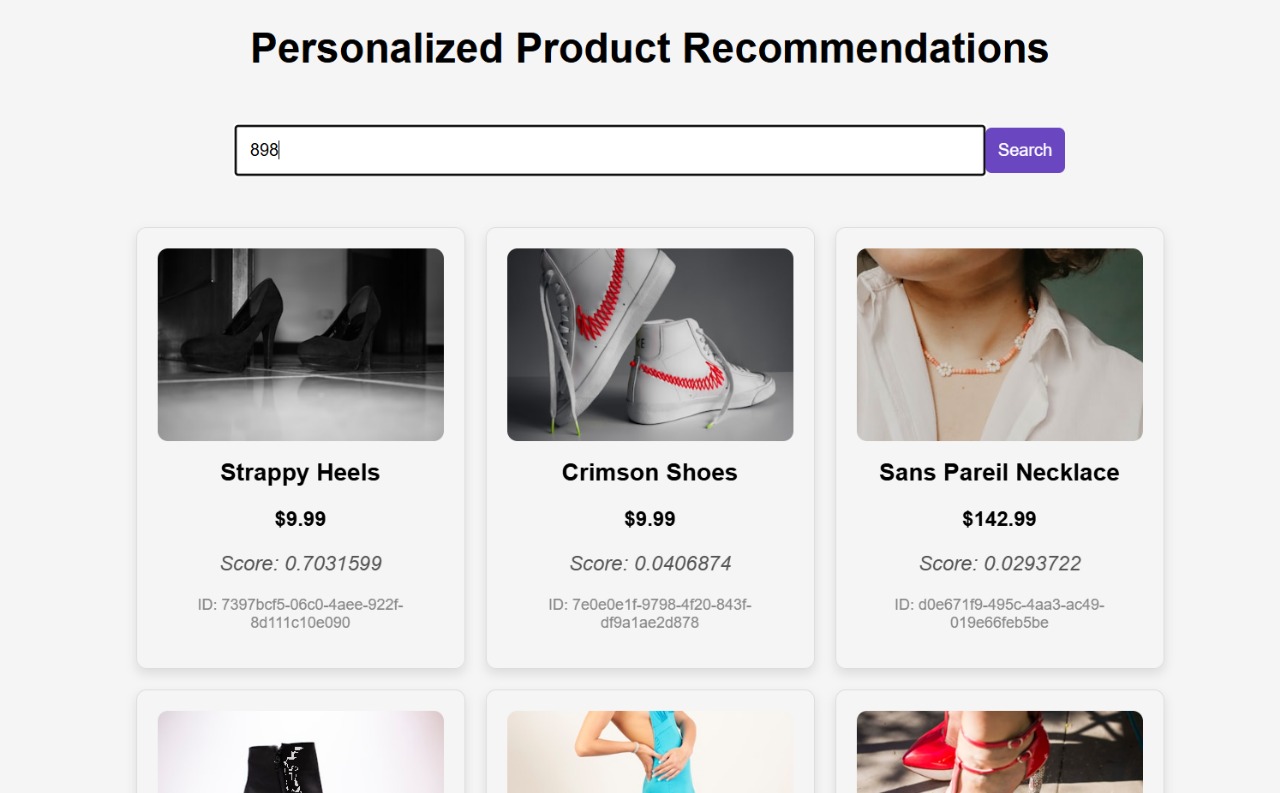 Personalized Product Recommendations
898
Search
Strappy Heels
$9.99
Score: 0.7031599
ID: 7397bcf5-06c0-4aee-922f-
8d111c10e090
Crimson Shoes
$9.99
Score: 0.0406874
ID: 7e0e0e1f-9798-4f20-843f-
df9a1ae2d878
Sans Pareil Necklace
$142.99
Score: 0.0293722
ID: d0e671f9-495c-4aa3-ac49-
019e66feb5be